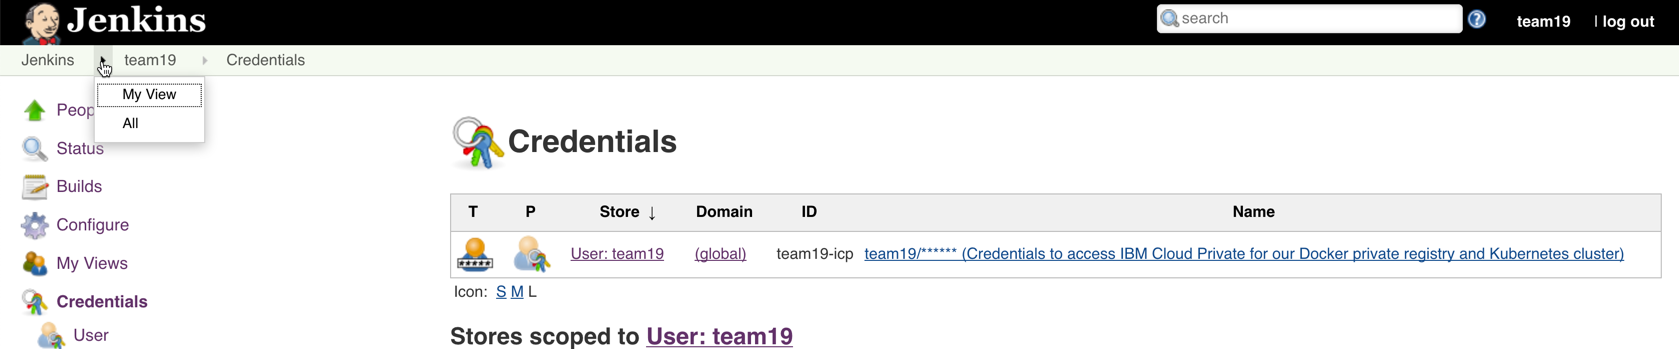 Jenkins
search
team19 | log out
Jenkins team19 Credentials
My View
All
Peop
Status
Builds
Configure
My Views
Credentials
User
Credentials
T P Store ↓ Domain ID Name
User: team19 (global) team19-icp team19/****** (Credentials to access IBM Cloud Private for our Docker private registry and Kubernetes cluster)
Icon: S M L
Stores scoped to User: team19